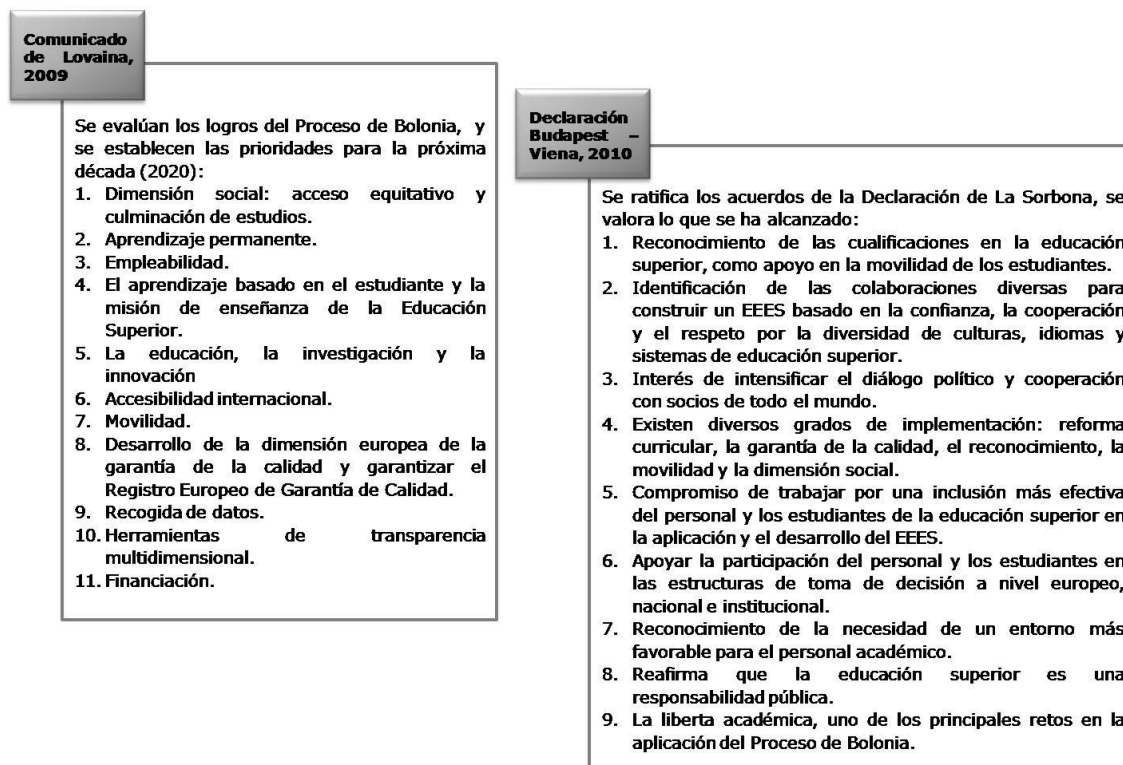 Comunicado
de Lovaina,
2009
Se evalúan los logros del Proceso de Bolonia, y
se establecen las prioridades para la próxima
década (2020):
1. Dimensión social: acceso equitativo y
culminación de estudios.
2. Aprendizaje permanente.
3. Empleabilidad.
4. El aprendizaje basado en el estudiante y la
misión de enseñanza de la Educación
Superior.
5. La educación, la investigación y la
innovación
6. Accesibilidad internacional.
7. Movilidad.
8. Desarrollo de la dimensión europea de la
garantía de la calidad y garantizar el
Registro Europeo de Garantía de Calidad.
9. Recogida de datos.
10. Herramientas de transparencia
multidimensional.
11. Financiación.
Declaración
Budapest –
Viena, 2010
Se ratifica los acuerdos de la Declaración de La Sorbona, se
valora lo que se ha alcanzado:
1. Reconocimiento de las cualificaciones en la educación
superior, como apoyo en la movilidad de los estudiantes.
2. Identificación de las colaboraciones diversas para
construir un EEES basado en la confianza, la cooperación
y el respeto por la diversidad de culturas, idiomas y
sistemas de educación superior.
3. Interés de intensificar el diálogo político y cooperación
con socios de todo el mundo.
4. Existen diversos grados de implementación: reforma
curricular, la garantía de la calidad, el reconocimiento, la
movilidad y la dimensión social.
5. Compromiso de trabajar por una inclusión más efectiva
del personal y los estudiantes de la educación superior en
la aplicación y el desarrollo del EEES.
6. Apoyar la participación del personal y los estudiantes en
las estructuras de toma de decisión a nivel europeo,
nacional e institucional.
7. Reconocimiento de la necesidad de un entorno más
favorable para el personal académico.
8. Reafirma que la educación superior es una
responsabilidad pública.
9. La liberta académica, uno de los principales retos en la
aplicación del Proceso de Bolonia.